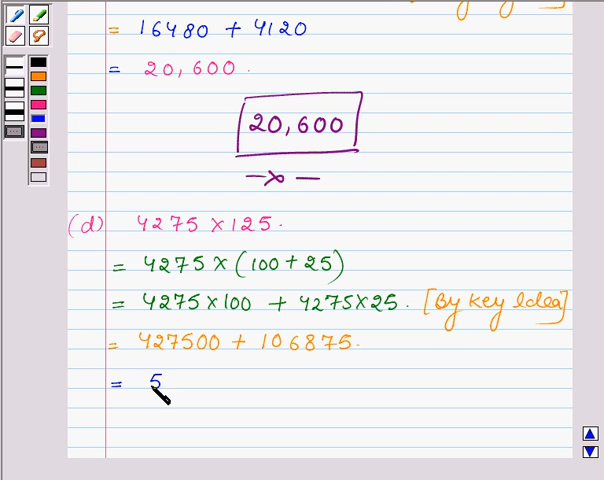 = 16480 + 4120
= 20,600.
20,600
(d) 4275 × 125.
= 4275 × (100 + 25)
= 4275 × 100 + 4275 × 25. [By key Idea]
= 427500 + 106875.
= 5